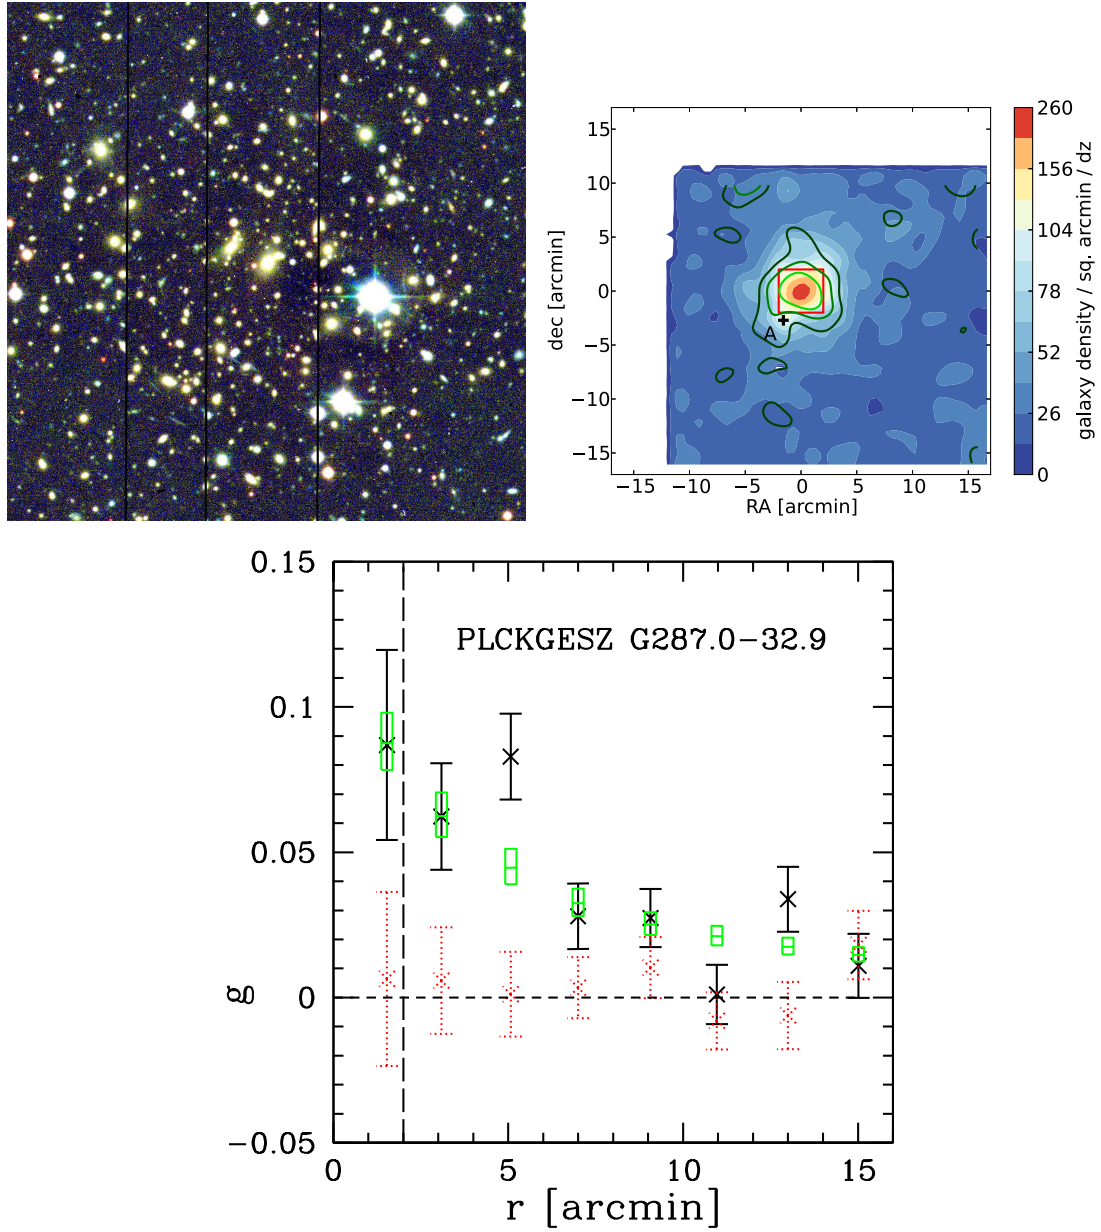 15
10
5
0
−5
−10
−15
dec [arcmin]
−15 −10 −5 0 5 10 15
RA [arcmin]
A
260
156
104
78
52
26
0
galaxy density / sq. arcmin / dz
PLCKGESZ G287.0−32.9
0.15
0.1
0.05
0
−0.05
g
0 5 10 15
r [arcmin]